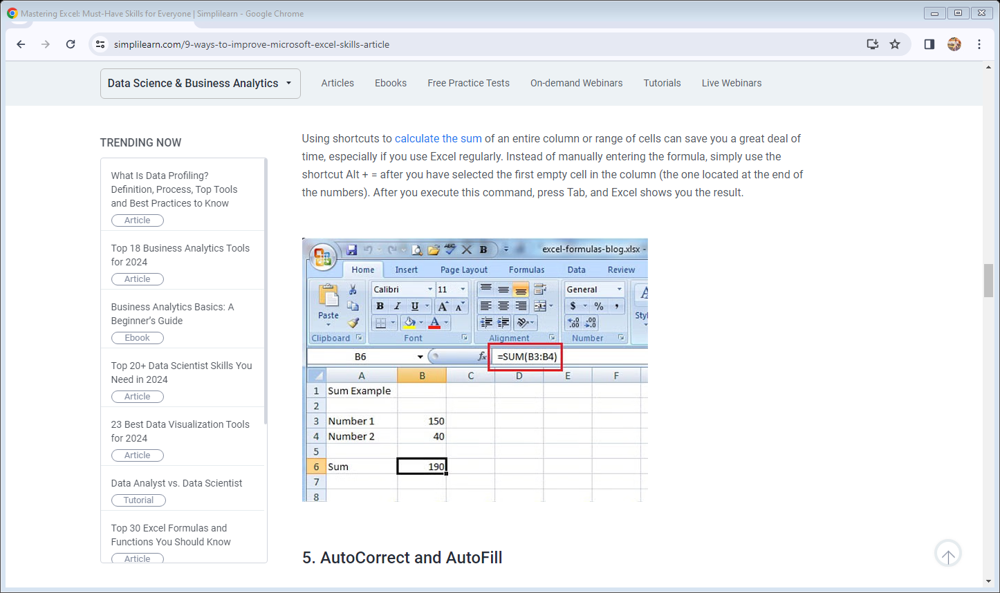 Mastering Excel: Must-Have Skills for Everyone | Simplilearn - Google Chrome
simplilearn.com/9-ways-to-improve-microsoft-excel-skills-article
Data Science & Business Analytics
Articles
Ebooks
Free Practice Tests
On-demand Webinars
Tutorials
Live Webinars
TRENDING NOW
What Is Data Profiling?
Definition, Process, Top Tools
and Best Practices to Know
Article
Top 18 Business Analytics Tools
for 2024
Article
Business Analytics Basics: A
Beginner's Guide
Ebook
Top 20+ Data Scientist Skills You
Need in 2024
Article
23 Best Data Visualization Tools
for 2024
Article
Data Analyst vs. Data Scientist
Tutorial
Top 30 Excel Formulas and
Functions You Should Know
Article
Using shortcuts to calculate the sum of an entire column or range of cells can save you a great deal of
time, especially if you use Excel regularly. Instead of manually entering the formula, simply use the
shortcut Alt + = after you have selected the first empty cell in the column (the one located at the end of
the numbers). After you execute this command, press Tab, and Excel shows you the result.
ABC
B
excel-formulas-blog.xlsx -
Home
Insert
Page Layout
Formulas
Data
Review
Paste
Calibri
11
B I U A A
A
General
$ % ,
.00 .00
Styl
Clipboard
Font
Alignment
Number
B6
fx
=SUM(B3:B4)
A B C D E F
1 Sum Example
2
3 Number 1 150
4 Number 2 40
5
6 Sum 190
7
8
5. AutoCorrect and AutoFill